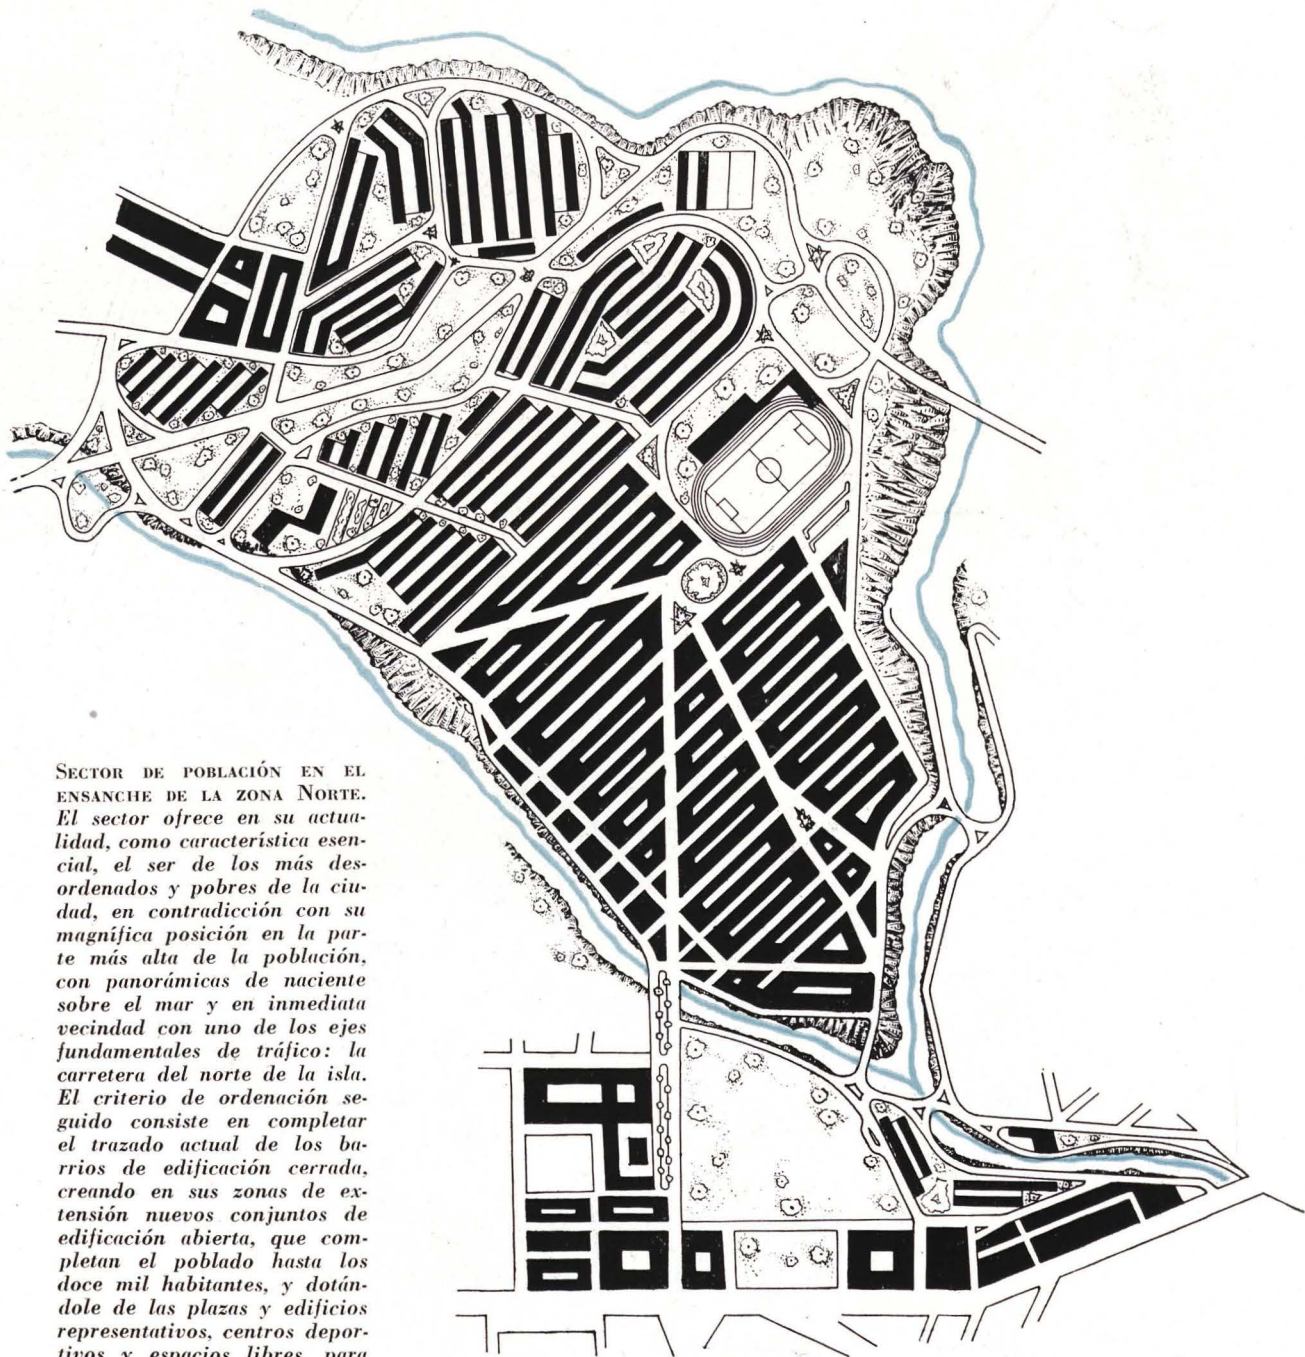 SECTOR DE POBLACIÓN EN EL
ENSANCHE DE LA ZONA NORTE.
El sector ofrece en su actua-
lidad, como característica esen-
cial, el ser de los más des-
ordenados y pobres de la ciu-
dad, en contradicción con su
magnífica posición en la par-
te más alta de la población,
con panorámicas de naciente
sobre el mar y en inmediata
vecindad con uno de los ejes
fundamentales de tráfico: la
carretera del norte de la isla.
El criterio de ordenación se-
guido consiste en completar
el trazado actual de los ba-
rrios de edificación cerrada,
creando en sus zonas de ex-
tensión nuevos conjuntos de
edificación abierta, que com-
pletan el poblado hasta los
doce mil habitantes, y dotán-
dole de las plazas y edificios
representativos, centros depor-
tivos y espacios libres, para